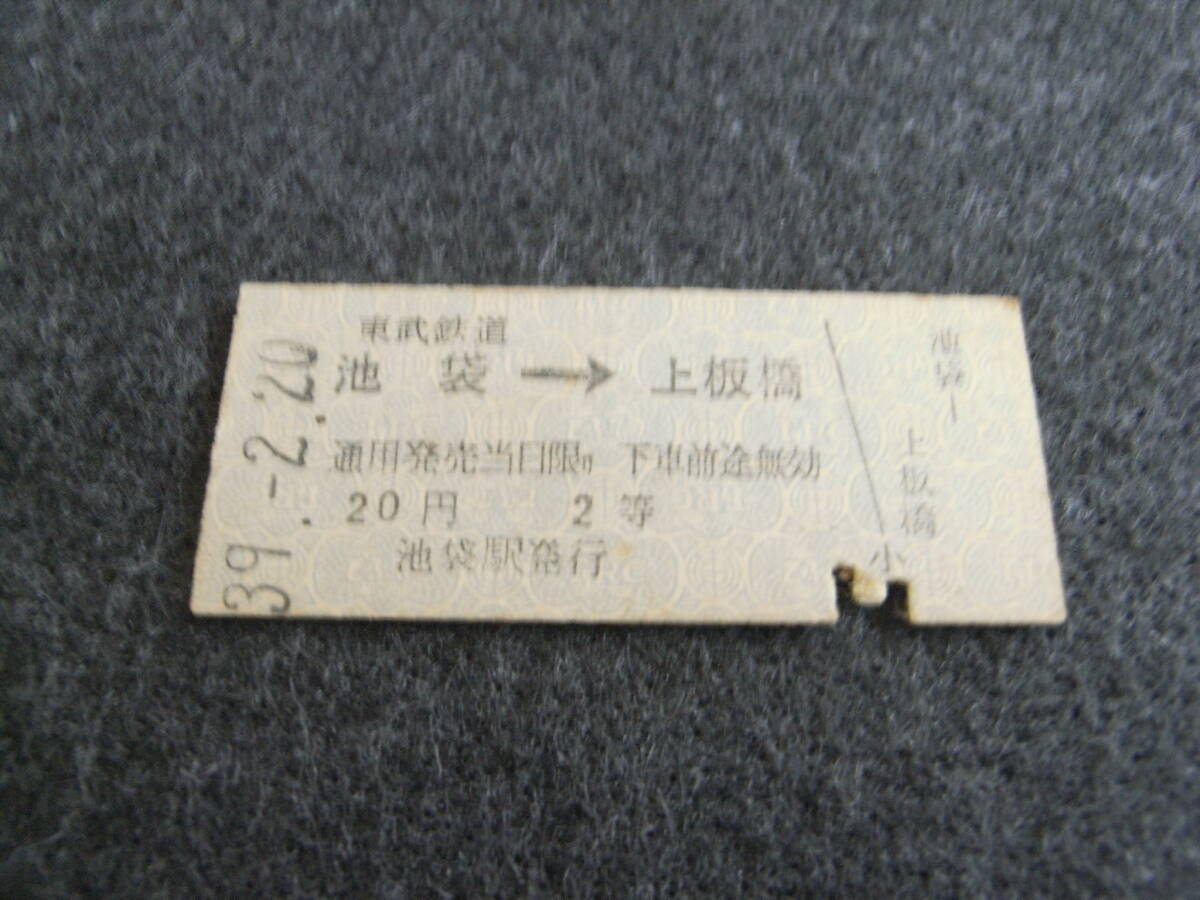 39.-2.20
東武鉄道
池袋→上板橋
通用発売当日限り 下車前途無効
20円 2等
池袋駅発行
池袋―
上板橋
小